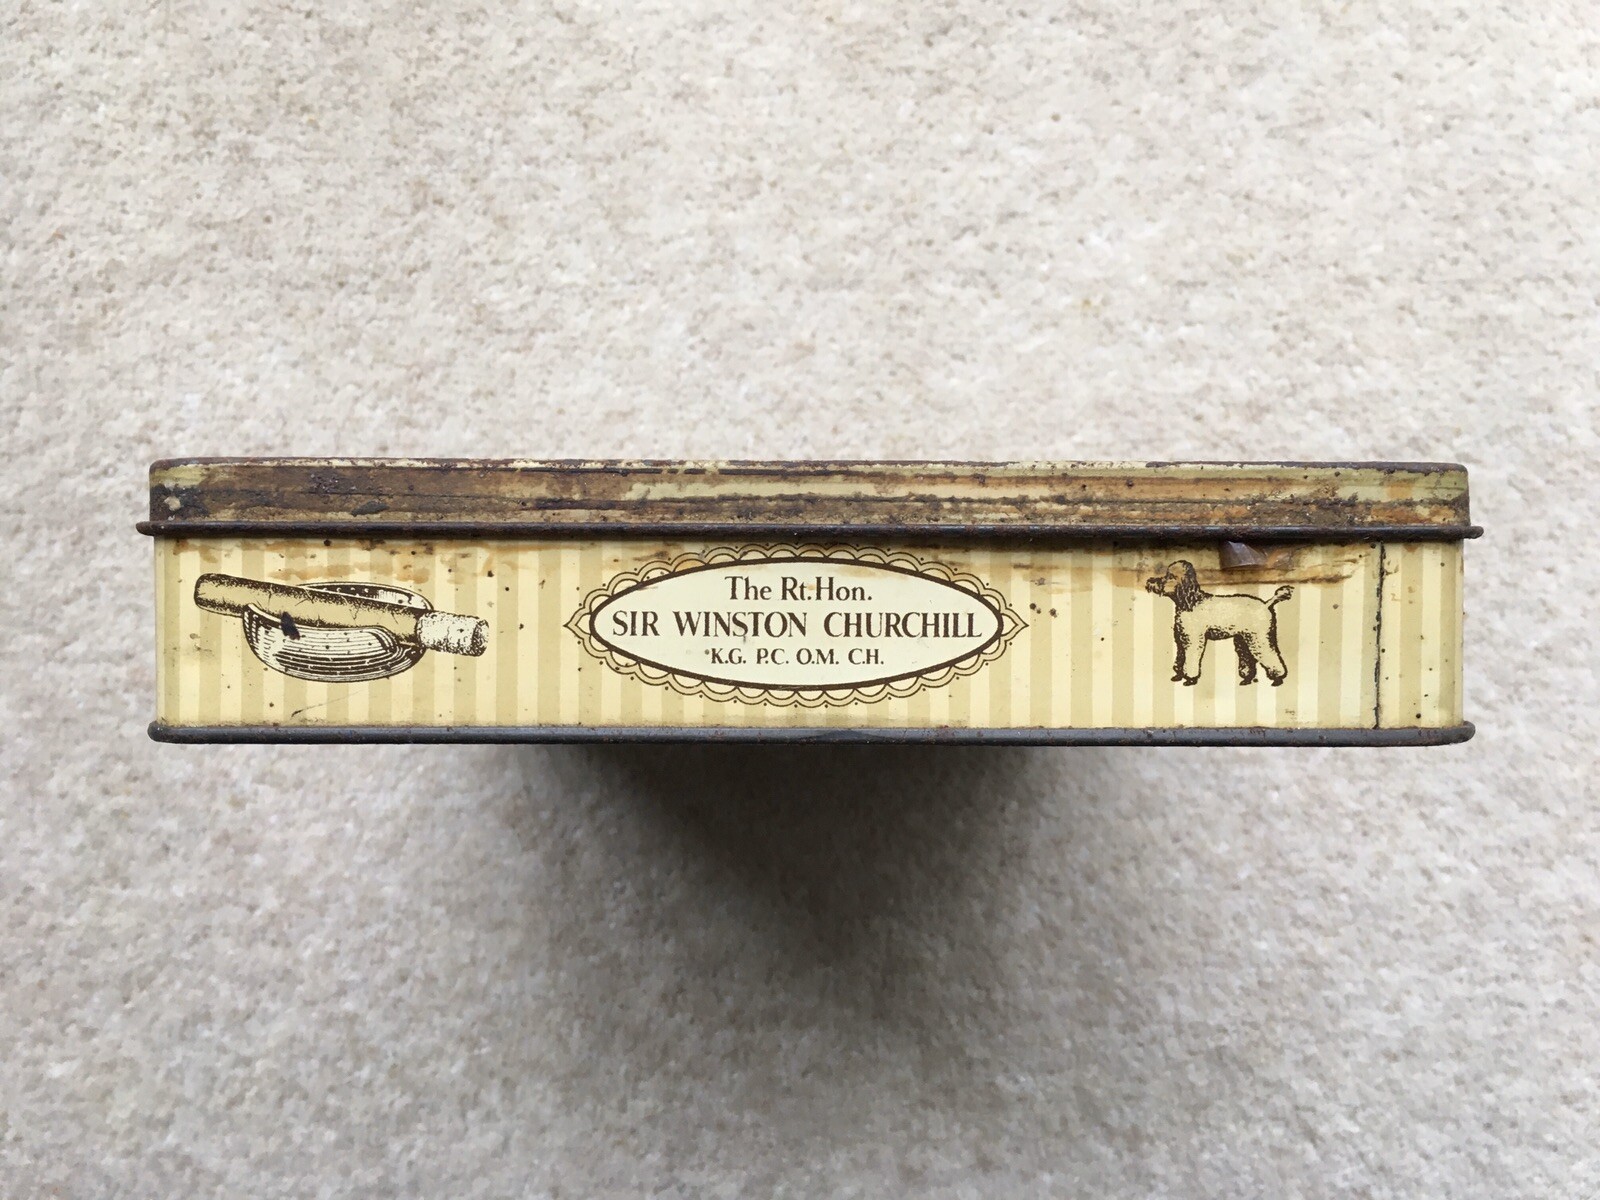 The Rt. Hon.
SIR WINSTON CHURCHILL
K.G. P.C. O.M. C.H.